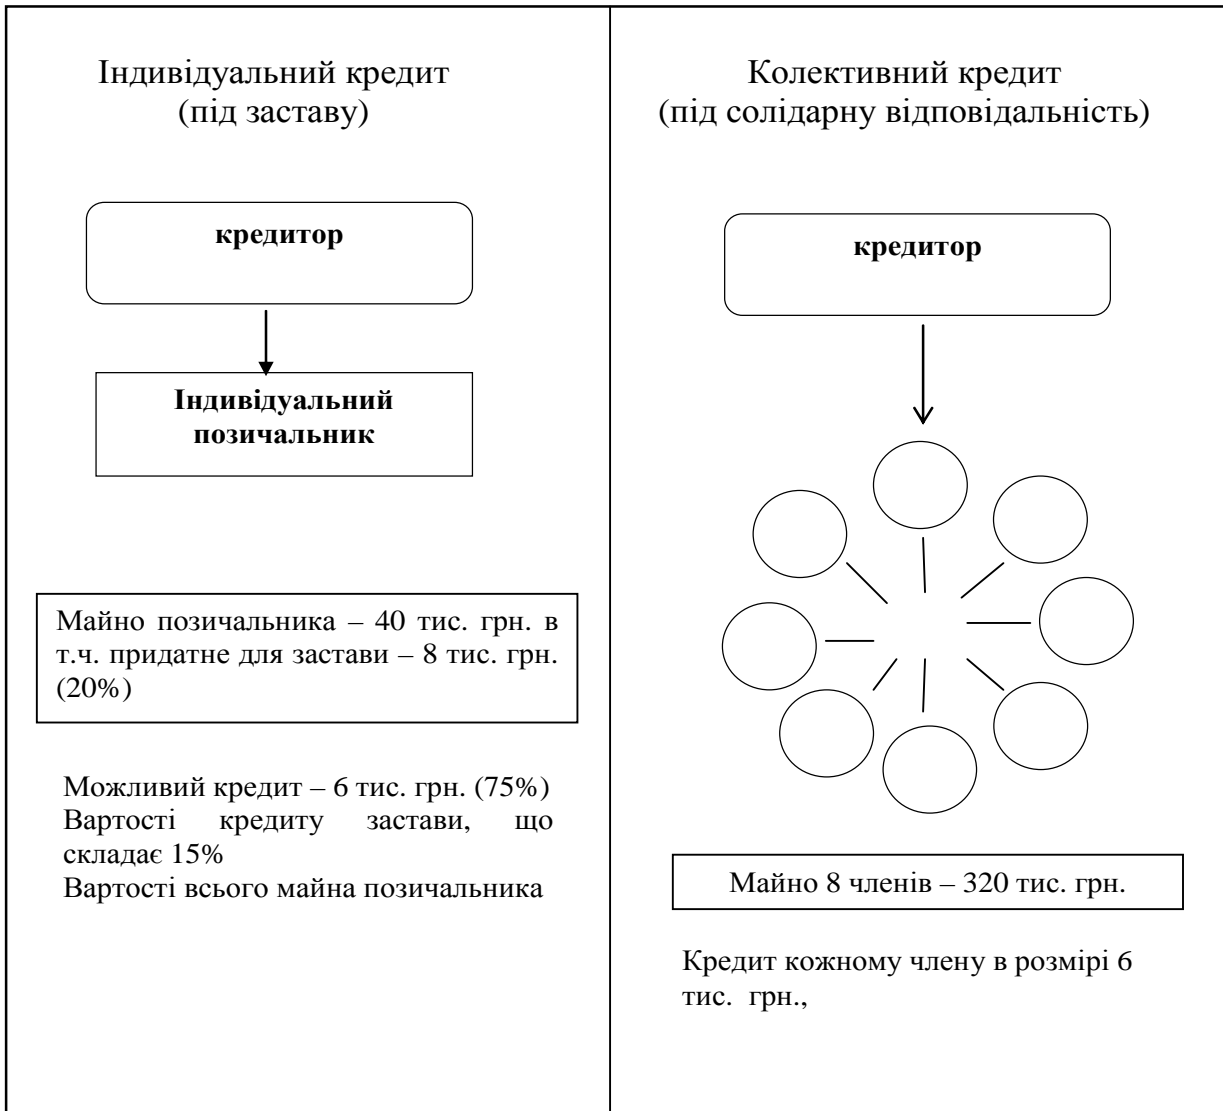 Індивідуальний кредит
(під заставу)
кредитор
Індивідуальний
позичальник
Майно позичальника – 40 тис. грн. в
т.ч. придатне для застави – 8 тис. грн.
(20%)
Можливий кредит – 6 тис. грн. (75%)
Вартості кредиту застави, що
складає 15%
Вартості всього майна позичальника
Колективний кредит
(під солідарну відповідальність)
кредитор
Майно 8 членів – 320 тис. грн.
Кредит кожному члену в розмірі 6
тис. грн.,